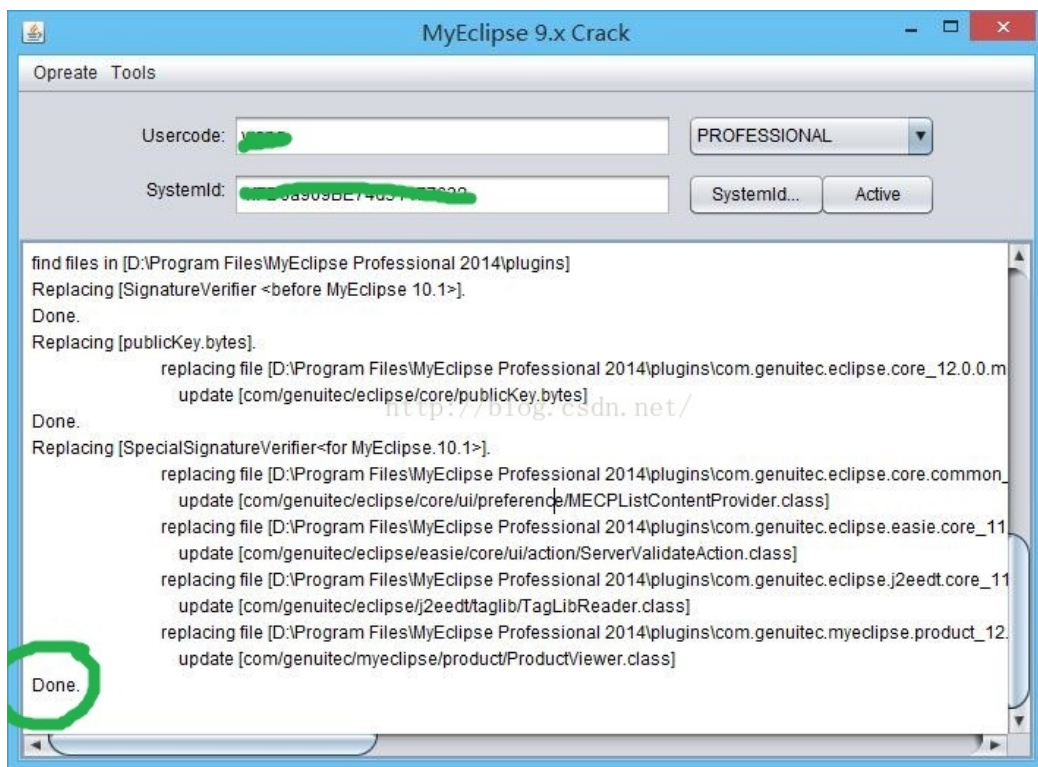 MyEclipse 9.x Crack
Opreate Tools
Usercode:
PROFESSIONAL
SystemId:
SystemId...
Active
find files in [D:\Program Files\MyEclipse Professional 2014\plugins]
Replacing [SignatureVerifier <before MyEclipse 10.1>].
Done.
Replacing [publicKey.bytes].
replacing file [D:\Program Files\MyEclipse Professional 2014\plugins\com.genuitec.eclipse.core_12.0.0.m
update [com/genuitec/eclipse/core/publicKey.bytes]
http://blog.csdn.net/
Done.
Replacing [SpecialSignatureVerifier<for MyEclipse.10.1>].
replacing file [D:\Program Files\MyEclipse Professional 2014\plugins\com.genuitec.eclipse.core.common_
update [com/genuitec/eclipse/core/ui/preference/MECPListContentProvider.class]
replacing file [D:\Program Files\MyEclipse Professional 2014\plugins\com.genuitec.eclipse.easie.core_11
update [com/genuitec/eclipse/easie/core/ui/action/ServerValidateAction.class]
replacing file [D:\Program Files\MyEclipse Professional 2014\plugins\com.genuitec.eclipse.j2eedt.core_11
update [com/genuitec/eclipse/j2eedt/taglib/TagLibReader.class]
replacing file [D:\Program Files\MyEclipse Professional 2014\plugins\com.genuitec.myeclipse.product_12.
update [com/genuitec/myeclipse/product/ProductViewer.class]
Done.